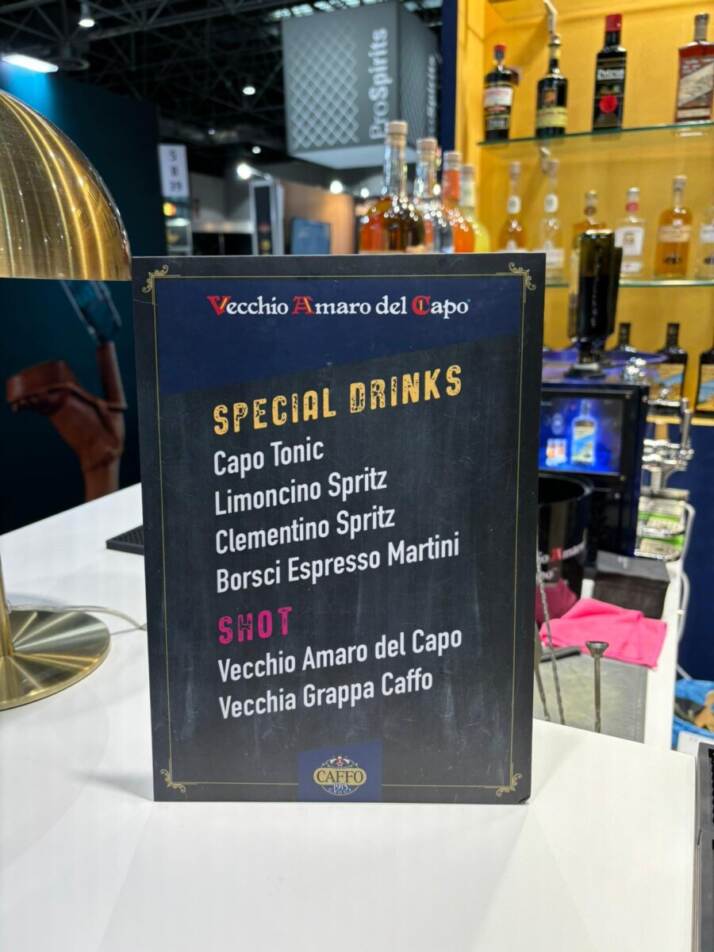 ProSpirits
Vecchio Amaro del Capo
SPECIAL DRINKS
Capo Tonic
Limoncino Spritz
Clementino Spritz
Borsci Espresso Martini
SHOT
Vecchio Amaro del Capo
Vecchia Grappa Caffo
CAFFO
1915